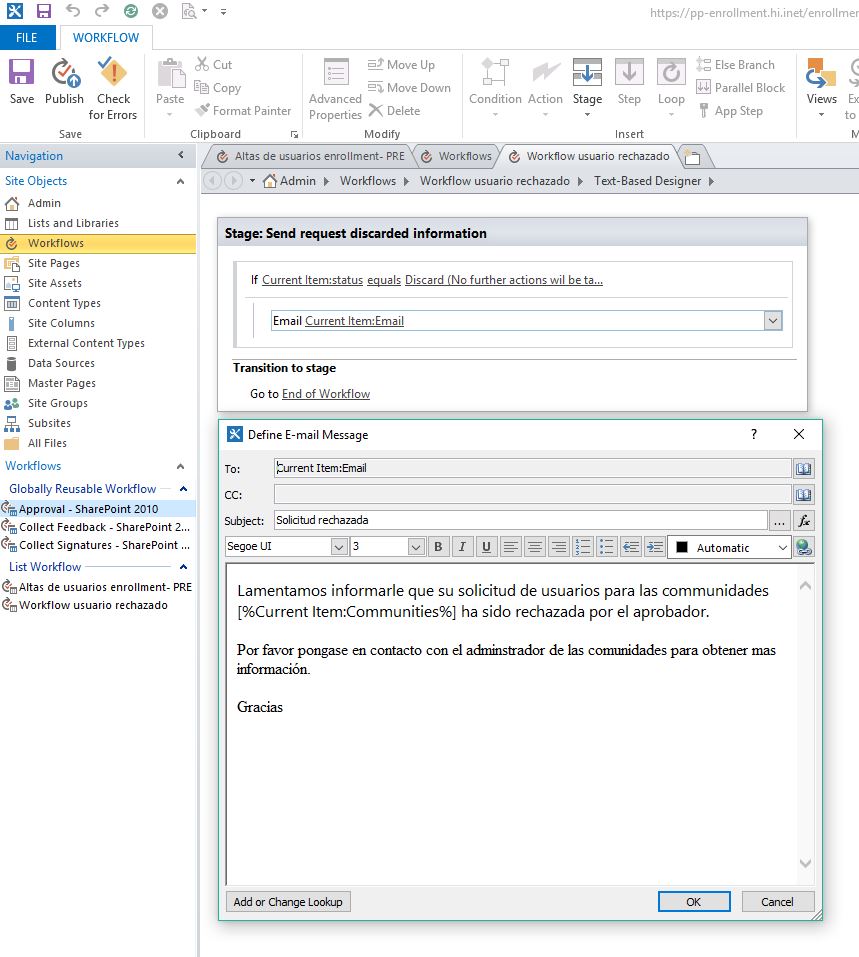 https://pp-enrollment.hi.inet/enrollmer
FILE
WORKFLOW
Save
Publish
Check for Errors
Save
Paste
Cut
Copy
Format Painter
Clipboard
Advanced Properties
Move Up
Move Down
Delete
Modify
Condition
Action
Stage
Step
Loop
Else Branch
Parallel Block
App Step
Insert
Views
Navigation
Site Objects
Admin
Lists and Libraries
Workflows
Site Pages
Site Assets
Content Types
Site Columns
External Content Types
Data Sources
Master Pages
Site Groups
Subsites
All Files
Workflows
Globally Reusable Workflow
Approval - SharePoint 2010
Collect Feedback - SharePoint 2...
Collect Signatures - SharePoint ...
List Workflow
Altas de usuarios enrollment- PRE
Workflow usuario rechazado
Altas de usuarios enrollment- PRE
Workflows
Workflow usuario rechazado
Admin
Workflows
Workflow usuario rechazado
Text-Based Designer
Stage: Send request discarded information
If Current Item:status equals Discard (No further actions wil be ta...
Email Current Item:Email
Transition to stage
Go to End of Workflow
Define E-mail Message
?
To:
Current Item:Email
CC:
Subject:
Solicitud rechazada
...
fx
Segoe UI
3
B
I
U
Automatic
Lamentamos informarle que su solicitud de usuarios para las communidades
[%Current Item:Communities%] ha sido rechazada por el aprobador.
Por favor pongase en contacto con el adminstrador de las comunidades para obtener mas
información.
Gracias
Add or Change Lookup
OK
Cancel